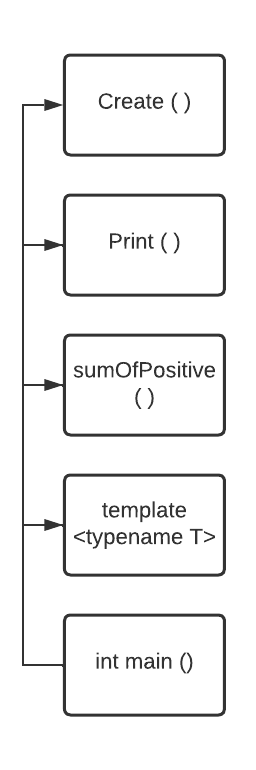 Create ( )
Print ( )
sumOfPositive
( )
template
<typename T>
int main ()